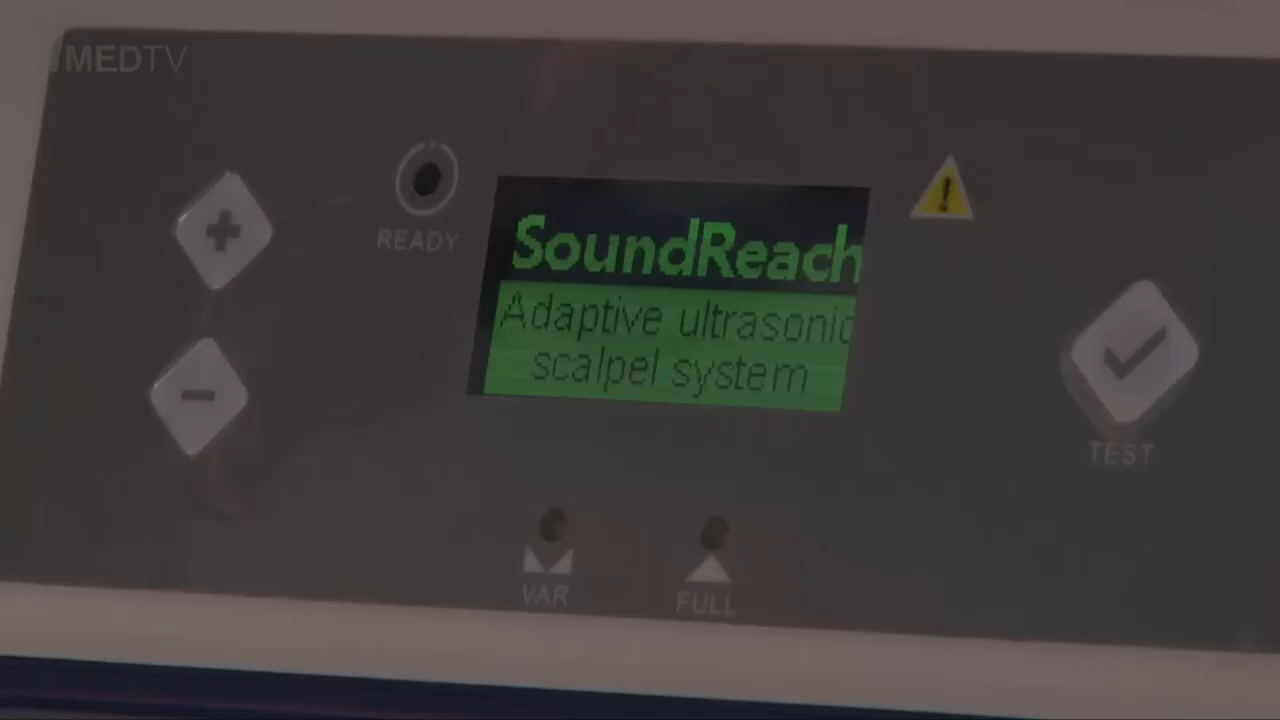 MEDTV
READY
SoundReach
Adaptive ultrasonic
scalpel system
TEST
VAR
FULL